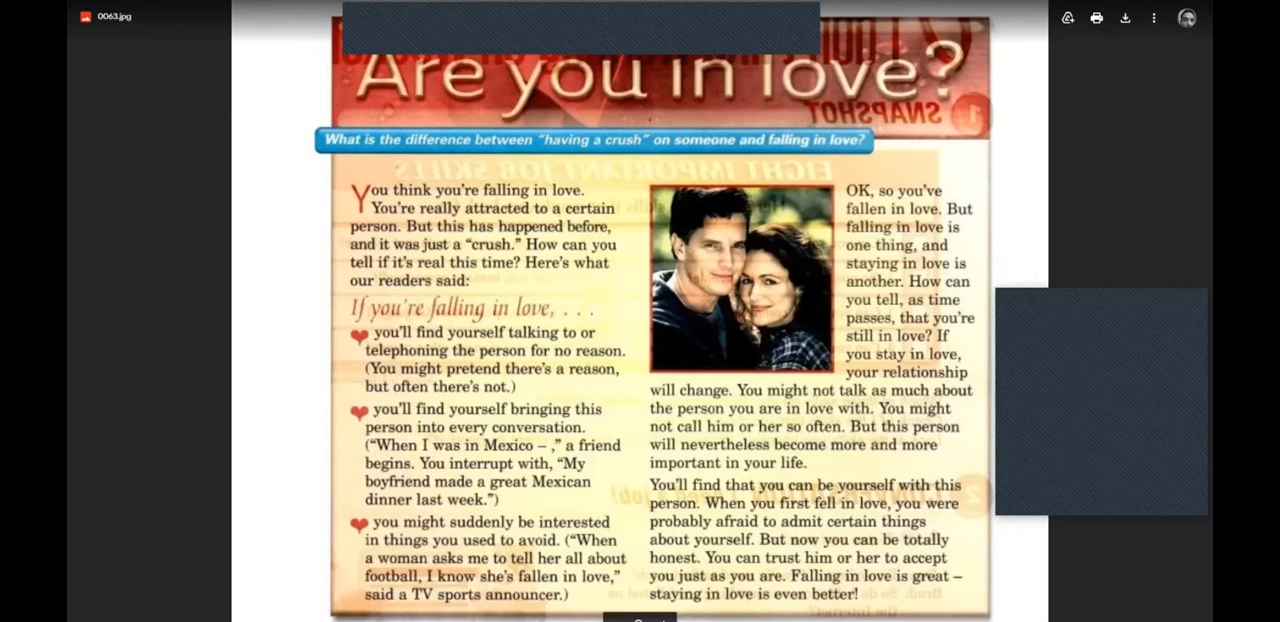 0063.jpg
Are you in love?
SNAPSHOT
1
What is the difference between "having a crush" on someone and falling in love?
EIGHT IMPORTANT JOB SKILLS
You think you're falling in love.
You're really attracted to a certain
person. But this has happened before,
and it was just a "crush." How can you
tell if it's real this time? Here's what
our readers said:
If you're falling in love, . . .
you'll find yourself talking to or
telephoning the person for no reason.
(You might pretend there's a reason,
but often there's not.)
you'll find yourself bringing this
person into every conversation.
("When I was in Mexico – ," a friend
begins. You interrupt with, "My
boyfriend made a great Mexican
dinner last week.")
you might suddenly be interested
in things you used to avoid. ("When
a woman asks me to tell her all about
football, I know she's fallen in love,"
said a TV sports announcer.)
OK, so you've
fallen in love. But
falling in love is
one thing, and
staying in love is
another. How can
you tell, as time
passes, that you're
still in love? If
you stay in love,
your relationship
will change. You might not talk as much about
the person you are in love with. You might
not call him or her so often. But this person
will nevertheless become more and more
important in your life.
You'll find that you can be yourself with this
person. When you first fell in love, you were
probably afraid to admit certain things
about yourself. But now you can be totally
honest. You can trust him or her to accept
you just as you are. Falling in love is great –
staying in love is even better!